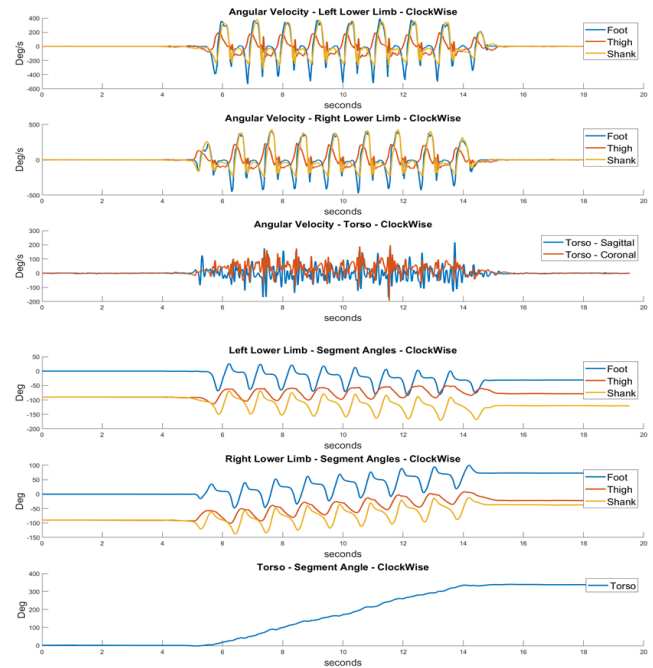 Angular Velocity - Left Lower Limb - ClockWise
400
200
0
-200
-400
-600
Deg/s
Foot
Thigh
Shank
0 2 4 6 8 10 12 14 16 18 20
seconds
Angular Velocity - Right Lower Limb - ClockWise
500
0
-500
Deg/s
Foot
Thigh
Shank
0 2 4 6 8 10 12 14 16 18 20
seconds
Angular Velocity - Torso - ClockWise
300
200
100
0
-100
-200
Deg/s
Torso - Sagittal
Torso - Coronal
0 2 4 6 8 10 12 14 16 18 20
seconds
Left Lower Limb - Segment Angles - ClockWise
50
0
-50
-100
-150
-200
Deg
Foot
Thigh
Shank
0 2 4 6 8 10 12 14 16 18 20
seconds
Right Lower Limb - Segment Angles - ClockWise
100
50
0
-50
-100
-150
Deg
Foot
Thigh
Shank
0 2 4 6 8 10 12 14 16 18 20
seconds
Torso - Segment Angle - ClockWise
400
300
200
100
0
Deg
Torso
0 2 4 6 8 10 12 14 16 18 20
seconds